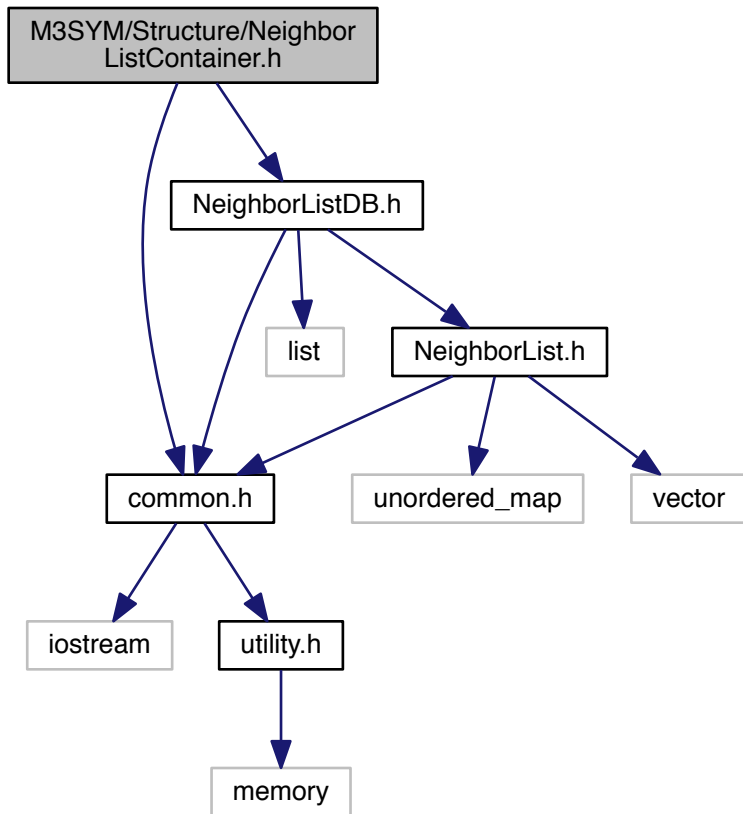 M3SYM/Structure/Neighbor
ListContainer.h
NeighborListDB.h
list
NeighborList.h
common.h
unordered_map
vector
iostream
utility.h
memory